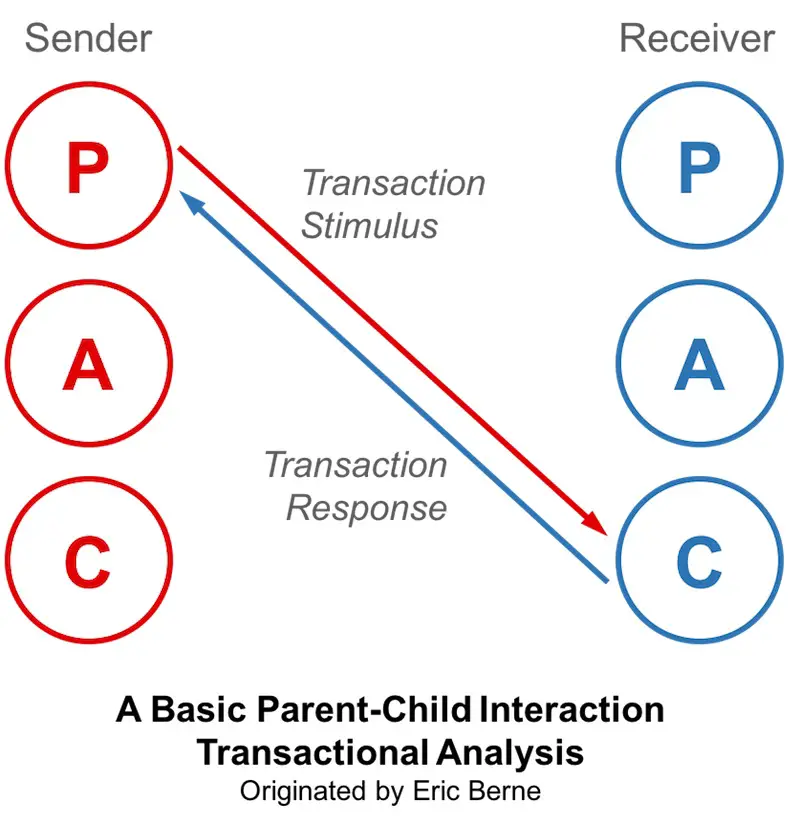 Sender
Receiver
P
P
Transaction
Stimulus
A
A
Transaction
Response
C
C
A Basic Parent-Child Interaction
Transactional Analysis
Originated by Eric Berne